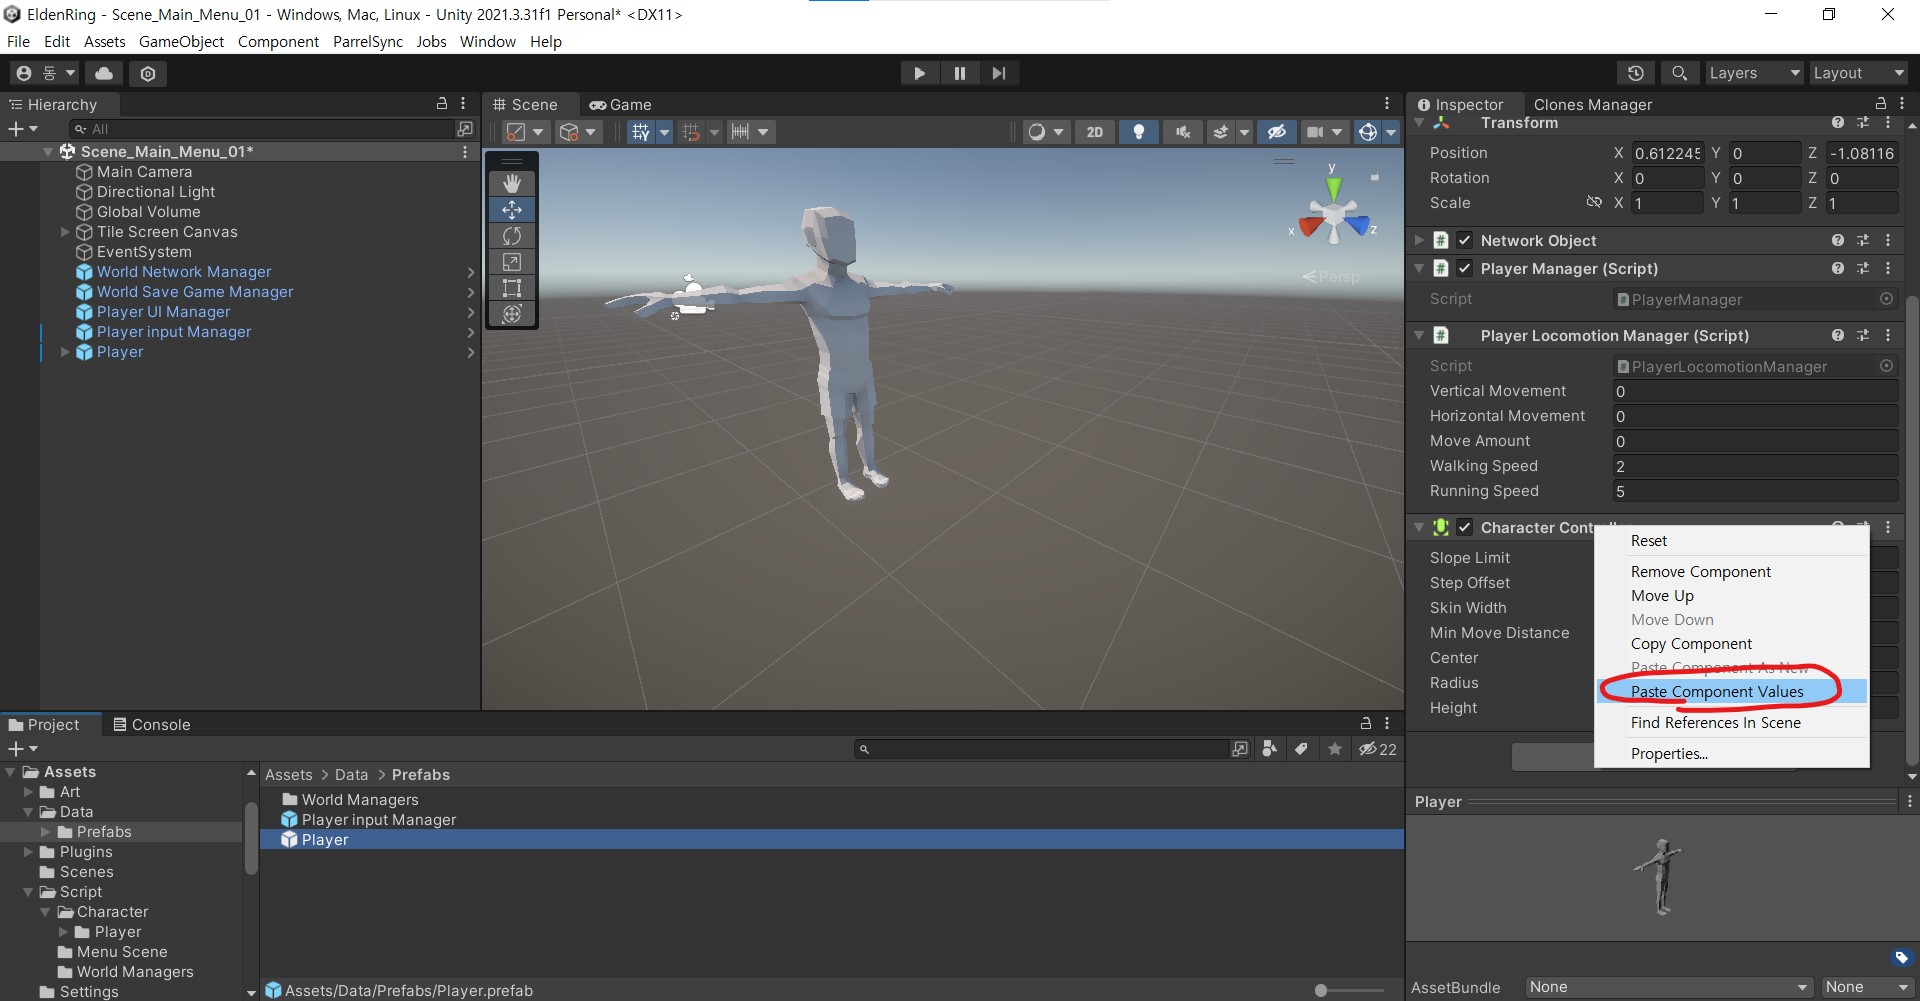 EldenRing - Scene_Main_Menu_01 - Windows, Mac, Linux - Unity 2021.3.31f1 Personal* <DX11>
File Edit Assets GameObject Component ParrelSync Jobs Window Help
동
Layers
Layout
Hierarchy
All
Scene_Main_Menu_01*
Main Camera
Directional Light
Global Volume
Tile Screen Canvas
EventSystem
World Network Manager
World Save Game Manager
Player UI Manager
Player input Manager
Player
Scene
Game
2D
y
x
z
Persp
Inspector
Clones Manager
Transform
Position X 0.612245 Y 0 Z -1.08116
Rotation X 0 Y 0 Z 0
Scale X 1 Y 1 Z 1
Network Object
Player Manager (Script)
Script PlayerManager
Player Locomotion Manager (Script)
Script PlayerLocomotionManager
Vertical Movement 0
Horizontal Movement 0
Move Amount 0
Walking Speed 2
Running Speed 5
Character Cont
Slope Limit
Step Offset
Skin Width
Min Move Distance
Center
Radius
Height
Reset
Remove Component
Move Up
Move Down
Copy Component
Paste Component As New
Paste Component Values
Find References In Scene
Properties...
Project
Console
22
Assets
Art
Data
Prefabs
Plugins
Scenes
Script
Character
Player
Menu Scene
World Managers
Settings
Assets > Data > Prefabs
World Managers
Player input Manager
Player
Assets/Data/Prefabs/Player.prefab
Player
AssetBundle None None